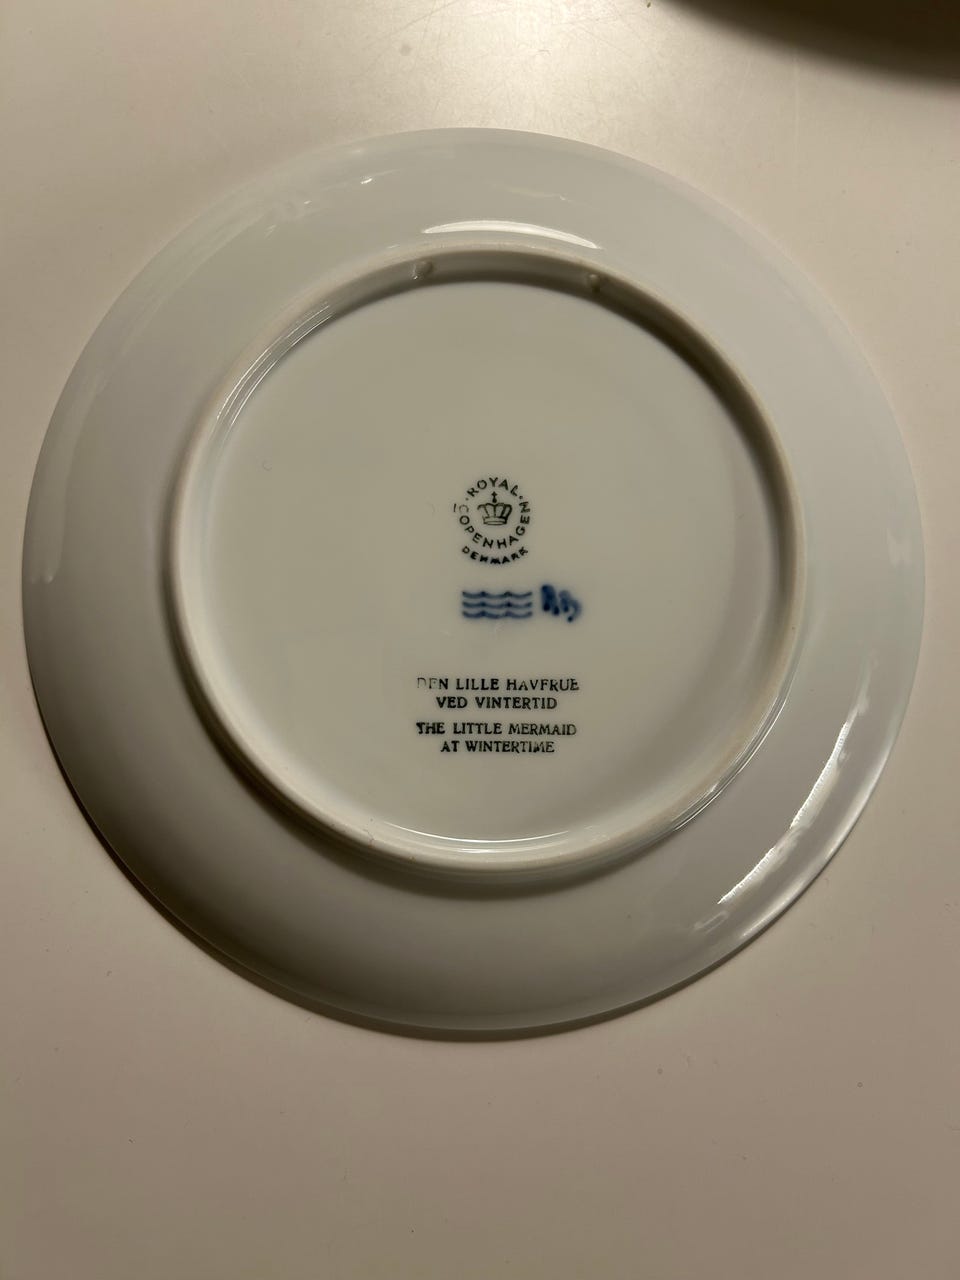 ROYAL
COPENHAGEN
DENMARK
DEN LILLE HAVFRUE
VED VINTERTID
THE LITTLE MERMAID
AT WINTERTIME